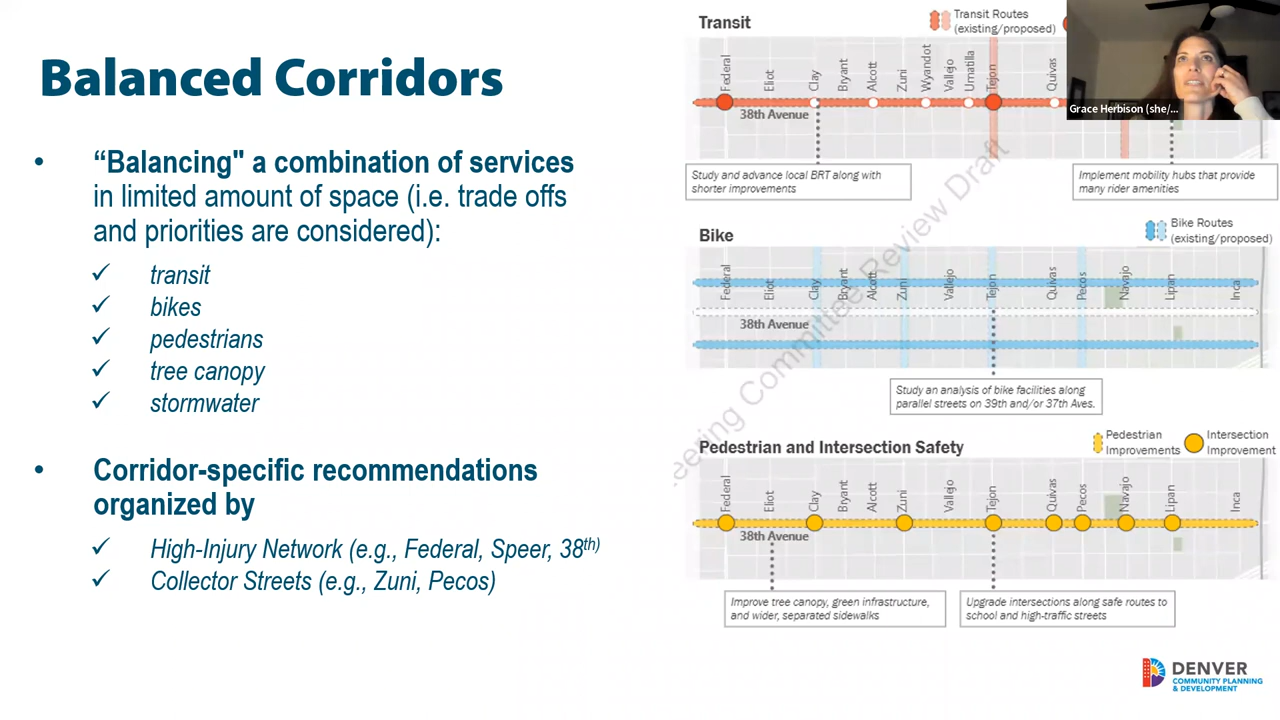 Balanced Corridors
• “Balancing" a combination of services
in limited amount of space (i.e. trade offs
and priorities are considered):
✓ transit
✓ bikes
✓ pedestrians
✓ tree canopy
✓ stormwater
• Corridor-specific recommendations
organized by
✓ High-Injury Network (e.g., Federal, Speer, 38th)
✓ Collector Streets (e.g., Zuni, Pecos)
Transit
Transit Routes
(existing/proposed)
Federal
Eliot
Clay
Bryant
Alcott
Zuni
Wyandot
Vallejo
Umatilla
Tejon
Quivas
38th Avenue
Study and advance local BRT along with
shorter improvements
Implement mobility hubs that provide
many rider amenities
Grace Herbison (she/...
Bike
Bike Routes
(existing/proposed)
Federal
Eliot
Clay
Bryant
Alcott
Zuni
Vallejo
Tejon
Quivas
Pecos
Navajo
Lipan
Inca
38th Avenue
Study an analysis of bike facilities along
parallel streets on 39th and/or 37th Aves.
Pedestrian and Intersection Safety
Pedestrian
Improvements
Intersection
Improvement
Federal
Eliot
Clay
Bryant
Alcott
Zuni
Vallejo
Tejon
Quivas
Pecos
Navajo
Lipan
Inca
38th Avenue
Improve tree canopy, green infrastructure,
and wider, separated sidewalks
Upgrade intersections along safe routes to
school and high-traffic streets
Committee Review Draft
DENVER
COMMUNITY PLANNING
& DEVELOPMENT